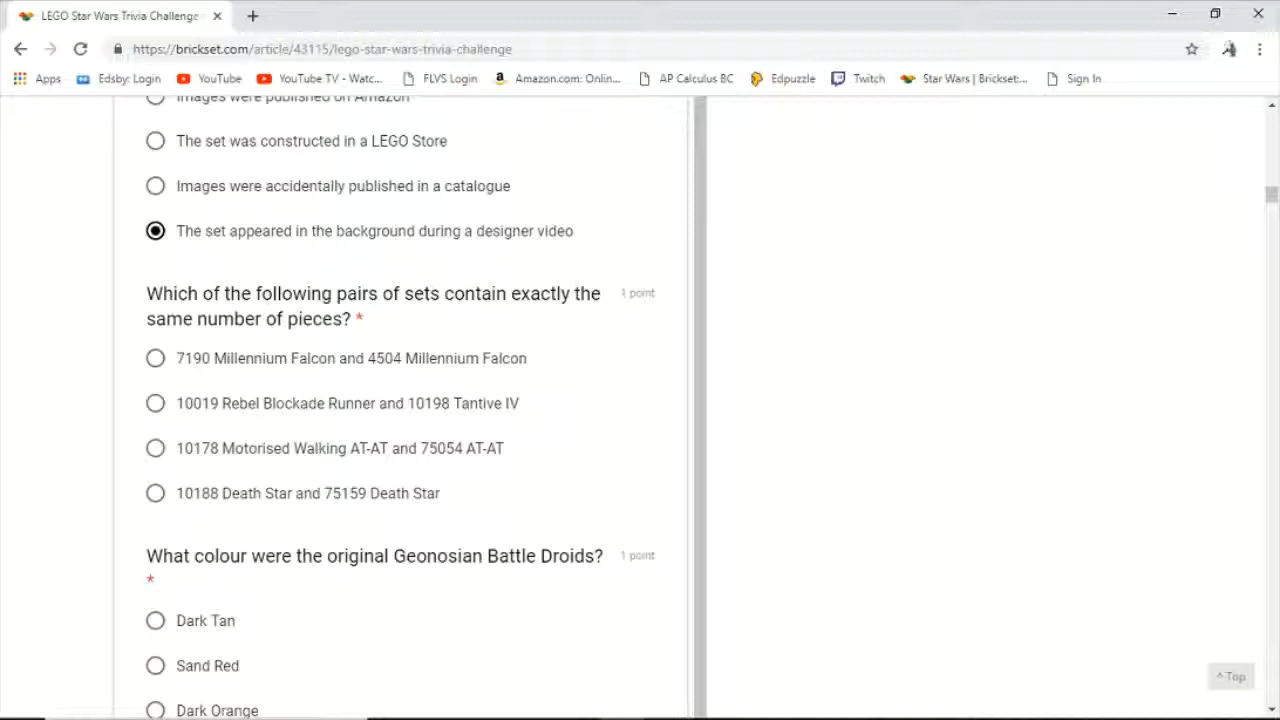 LEGO Star Wars Trivia Challenge
https://brickset.com/article/43115/lego-star-wars-trivia-challenge
Apps Edsby: Login YouTube YouTube TV - Watc... FLVS Login Amazon.com: Onlin... AP Calculus BC Edpuzzle Twitch Star Wars | Brickset:... Sign In
Images were published on Amazon
The set was constructed in a LEGO Store
Images were accidentally published in a catalogue
The set appeared in the background during a designer video
Which of the following pairs of sets contain exactly the 1 point
same number of pieces? *
7190 Millennium Falcon and 4504 Millennium Falcon
10019 Rebel Blockade Runner and 10198 Tantive IV
10178 Motorised Walking AT-AT and 75054 AT-AT
10188 Death Star and 75159 Death Star
What colour were the original Geonosian Battle Droids? 1 point
*
Dark Tan
Sand Red
^ Top
Dark Orange